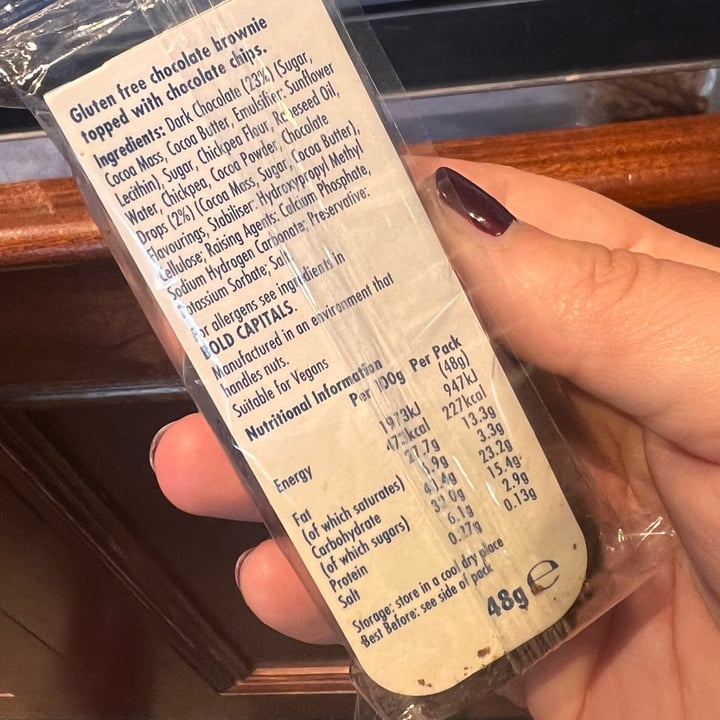 Gluten free chocolate brownie
topped with chocolate chips.
Ingredients: Dark Chocolate (23%) (Sugar,
Cocoa Mass, Cocoa Butter, Emulsifier: Sunflower
Lecithin), Sugar, Chickpea Flour, Rapeseed Oil,
Water, Chickpea, Cocoa Powder, Chocolate
Drops (2%) (Cocoa Mass, Sugar, Cocoa Butter),
Flavourings, Stabiliser: Hydroxypropyl Methyl
Cellulose; Raising Agents: Calcium Phosphate,
Sodium Hydrogen Carbonate; Preservative:
Potassium Sorbate; Salt
For allergens see ingredients in
BOLD CAPITALS.
Manufactured in an environment that
handles nuts.
Suitable for Vegans
Nutritional Information
Per 100g Per Pack
(48g)
Energy 1973kJ 947kJ
227kcal
Fat 27.7g 13.3g
(of which saturates) 3.3g
Carbohydrate 23.2g
(of which sugars) 32.0g 15.4g
Protein 6.1g 2.9g
Salt 0.27g 0.13g
Storage: store in a cool dry place
Best Before: see side of pack
48g e